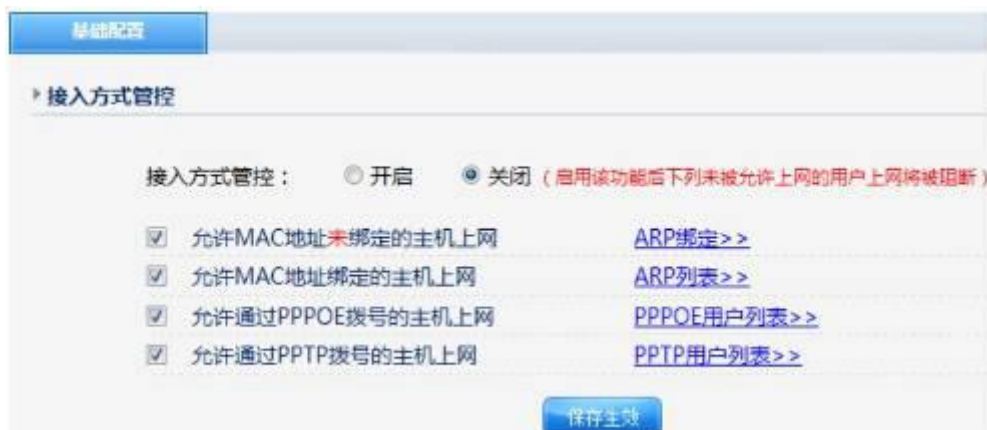 基础配置
接入方式管控
接入方式管控： 开启 关闭（启用该功能后下列未被允许上网的用户上网将被阻断）
允许MAC地址未绑定的主机上网 ARP绑定>>
允许MAC地址绑定的主机上网 ARP列表>>
允许通过PPPOE拨号的主机上网 PPPOE用户列表>>
允许通过PPTP拨号的主机上网 PPTP用户列表>>
保存生效